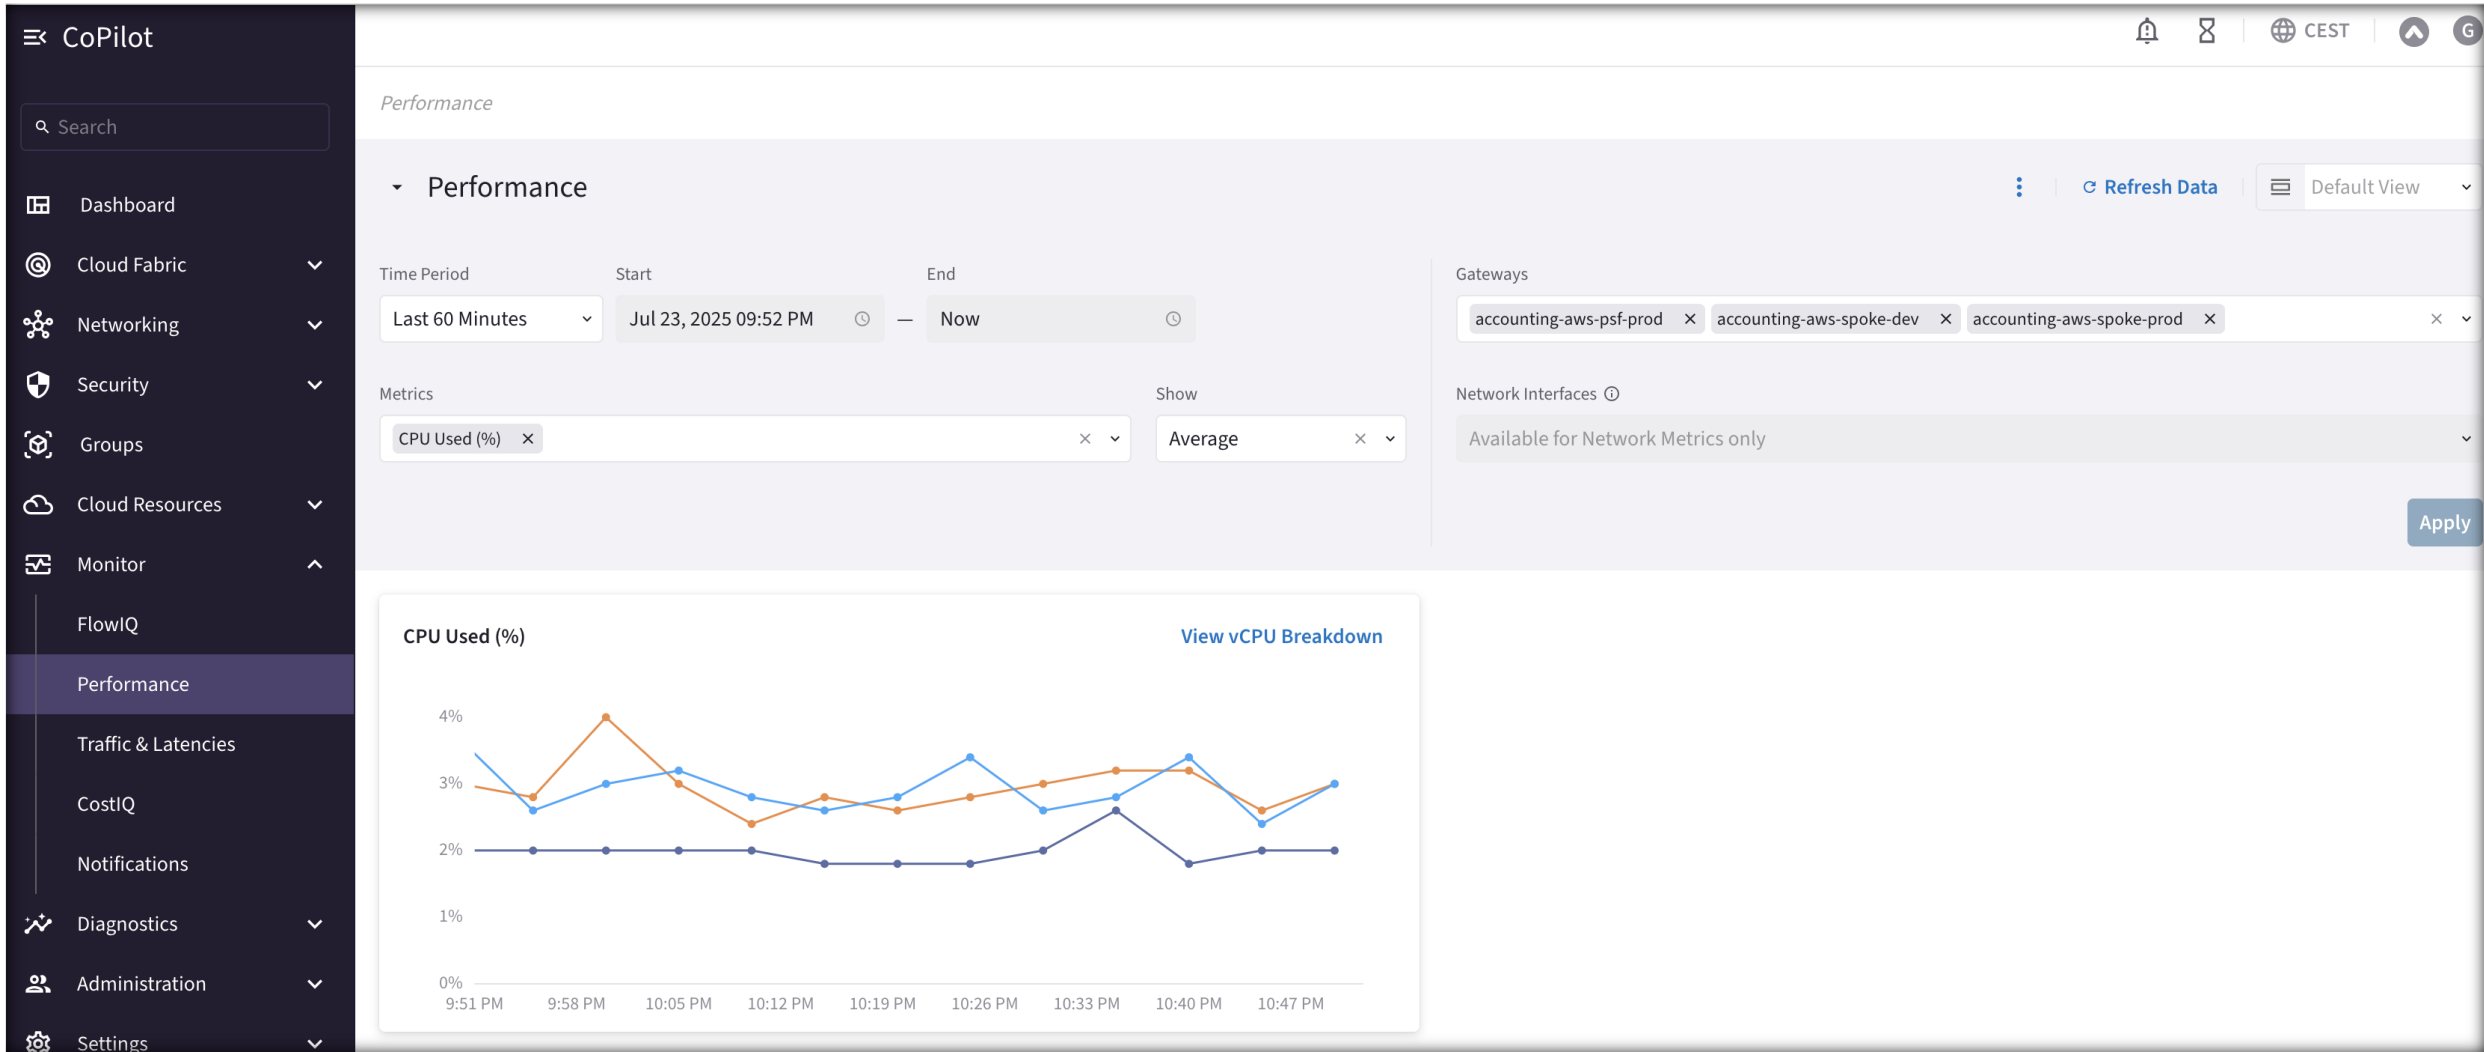 CoPilot
CEST
G
Search
Performance
Dashboard
Cloud Fabric
Networking
Security
Groups
Cloud Resources
Monitor
FlowIQ
Performance
Traffic & Latencies
CostIQ
Notifications
Diagnostics
Administration
Settings
Performance
Refresh Data
Default View
Time Period
Start
End
Last 60 Minutes
Jul 23, 2025 09:52 PM
—
Now
Metrics
Show
CPU Used (%)
Average
Gateways
accounting-aws-psf-prod
accounting-aws-spoke-dev
accounting-aws-spoke-prod
Network Interfaces
Available for Network Metrics only
Apply
CPU Used (%)
View vCPU Breakdown
4%
3%
2%
1%
0%
9:51 PM
9:58 PM
10:05 PM
10:12 PM
10:19 PM
10:26 PM
10:33 PM
10:40 PM
10:47 PM